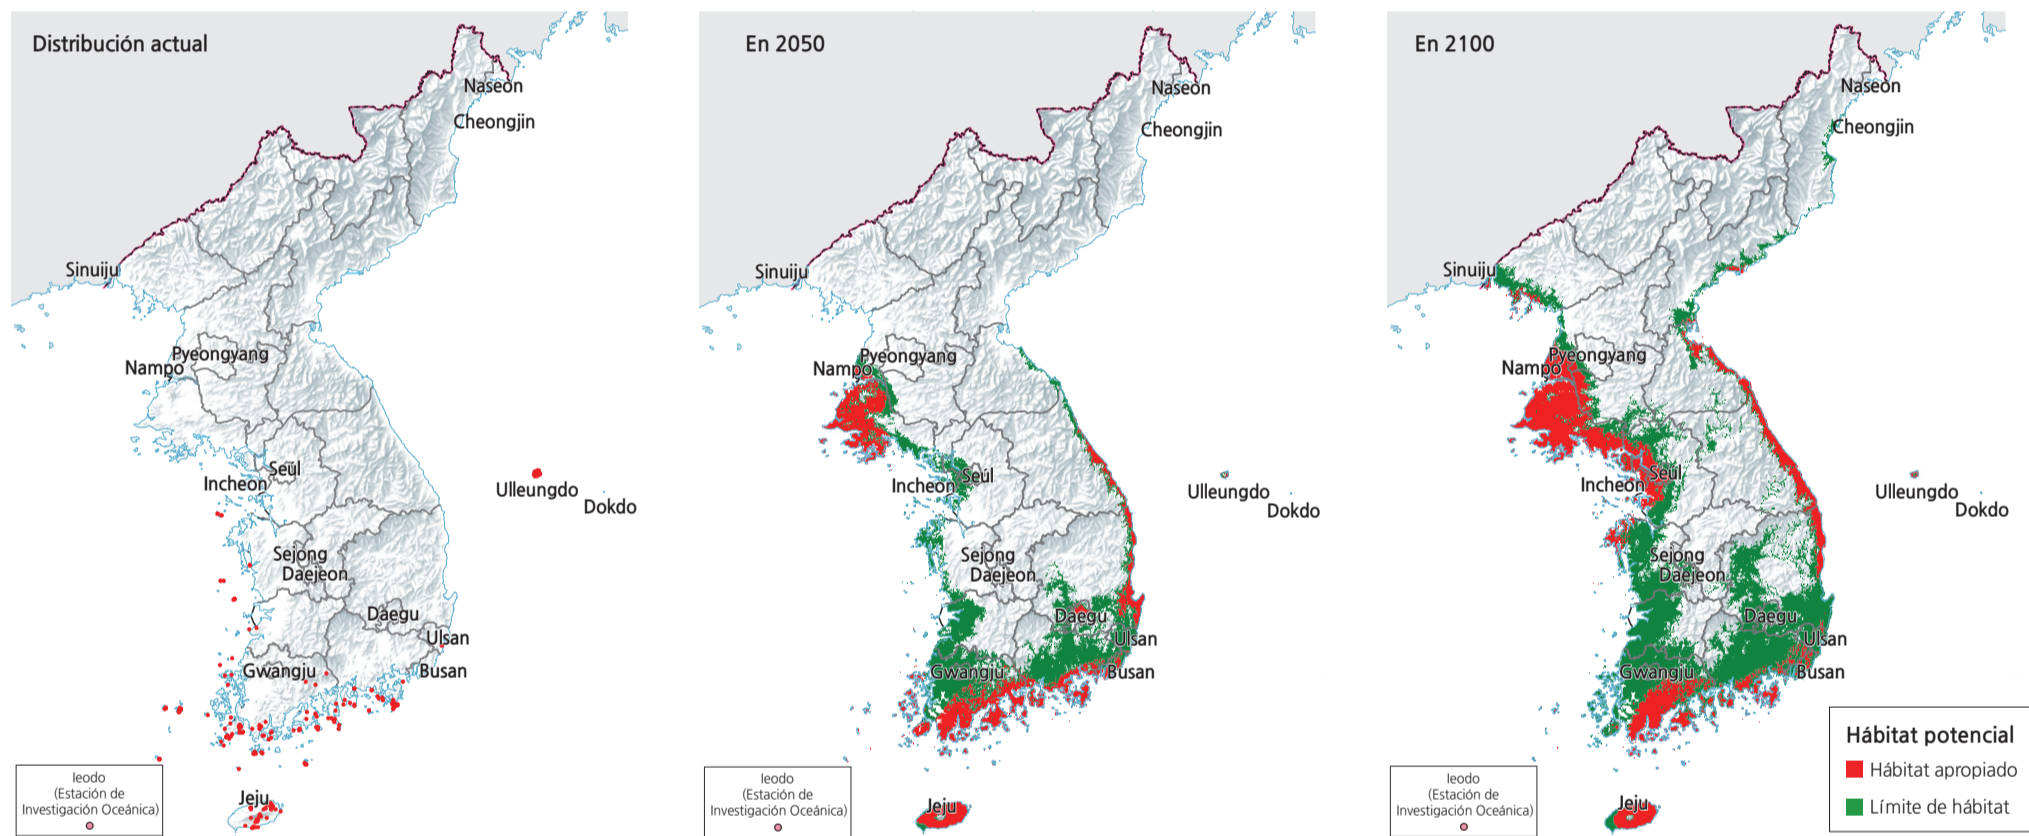 Distribución actual
Naseon
Cheongjin
Sinuiju
Pyeongyang
Nampo
Seúl
Incheon
Ulleungdo
Dokdo
Sejong
Daejeon
Daegu
Ulsan
Gwangju
Busan
Jeju
Ieodo
(Estación de
Investigación Oceánica)
En 2050
Naseon
Cheongjin
Sinuiju
Pyeongyang
Nampo
Seúl
Incheon
Ulleungdo
Dokdo
Sejong
Daejeon
Daegu
Ulsan
Gwangju
Busan
Jeju
Ieodo
(Estación de
Investigación Oceánica)
En 2100
Naseon
Cheongjin
Sinuiju
Pyeongyang
Nampo
Seúl
Incheon
Ulleungdo
Dokdo
Sejong
Daejeon
Daegu
Ulsan
Gwangju
Busan
Jeju
Ieodo
(Estación de
Investigación Oceánica)
Hábitat potencial
Hábitat apropiado
Límite de hábitat